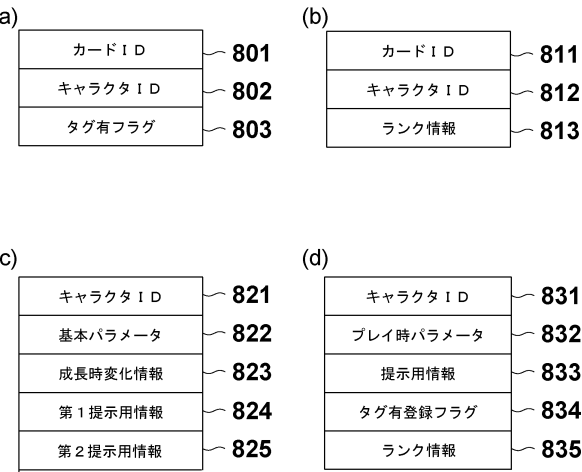 a)
カードＩＤ 801
キャラクタＩＤ 802
タグ有フラグ 803
(b)
カードＩＤ 811
キャラクタＩＤ 812
ランク情報 813
c)
キャラクタＩＤ 821
基本パラメータ 822
成長時変化情報 823
第１提示用情報 824
第２提示用情報 825
(d)
キャラクタＩＤ 831
プレイ時パラメータ 832
提示用情報 833
タグ有登録フラグ 834
ランク情報 835